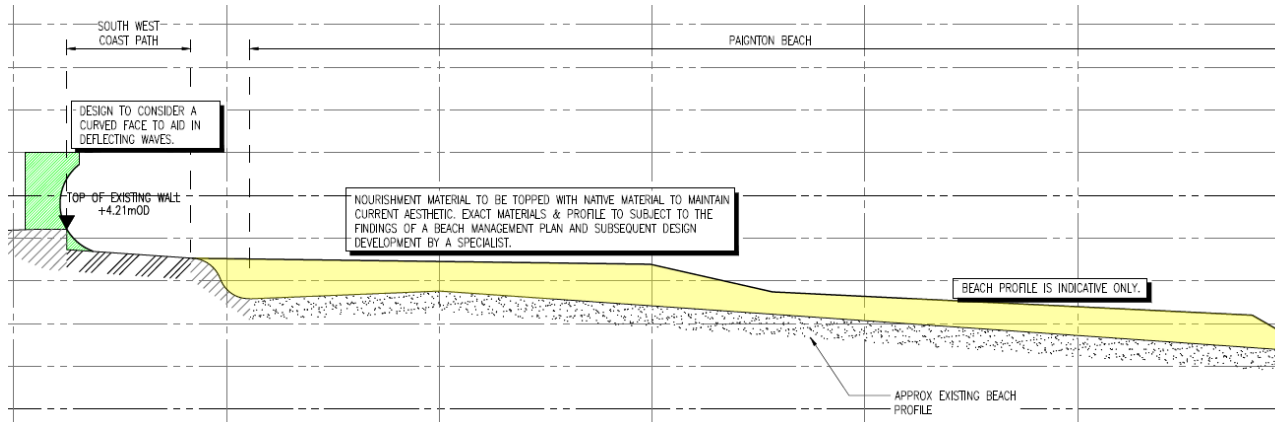 SOUTH WEST
COAST PATH
PAIGNTON BEACH
DESIGN TO CONSIDER A
CURVED FACE TO AID IN
DEFLECTING WAVES.
TOP OF EXISTING WALL
+4.21mOD
NOURISHMENT MATERIAL TO BE TOPPED WITH NATIVE MATERIAL TO MAINTAIN
CURRENT AESTHETIC. EXACT MATERIALS & PROFILE TO SUBJECT TO THE
FINDINGS OF A BEACH MANAGEMENT PLAN AND SUBSEQUENT DESIGN
DEVELOPMENT BY A SPECIALIST.
BEACH PROFILE IS INDICATIVE ONLY.
APPROX EXISTING BEACH
PROFILE